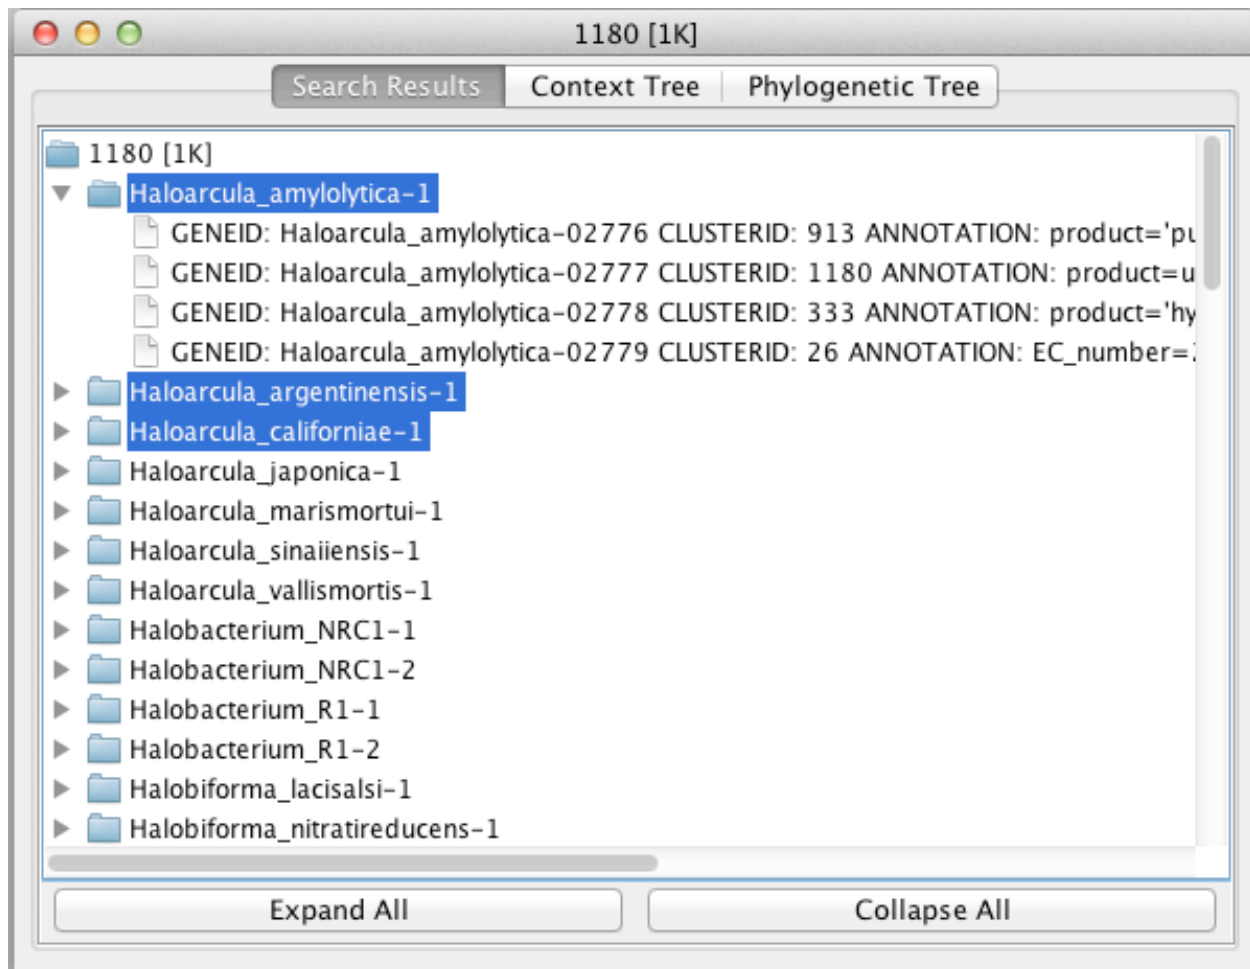 1180 [1K]
Search Results Context Tree Phylogenetic Tree
1180 [1K]
Haloarcula_amylolytica-1
GENEID: Haloarcula_amylolytica-02776 CLUSTERID: 913 ANNOTATION: product='pu
GENEID: Haloarcula_amylolytica-02777 CLUSTERID: 1180 ANNOTATION: product=u
GENEID: Haloarcula_amylolytica-02778 CLUSTERID: 333 ANNOTATION: product='hy
GENEID: Haloarcula_amylolytica-02779 CLUSTERID: 26 ANNOTATION: EC_number=
Haloarcula_argentinensis-1
Haloarcula_californiae-1
Haloarcula_japonica-1
Haloarcula_marismortui-1
Haloarcula_sinaiiensis-1
Haloarcula_vallismortis-1
Halobacterium_NRC1-1
Halobacterium_NRC1-2
Halobacterium_R1-1
Halobacterium_R1-2
Halobiforma_lacisalsi-1
Halobiforma_nitratireducens-1
Expand All Collapse All